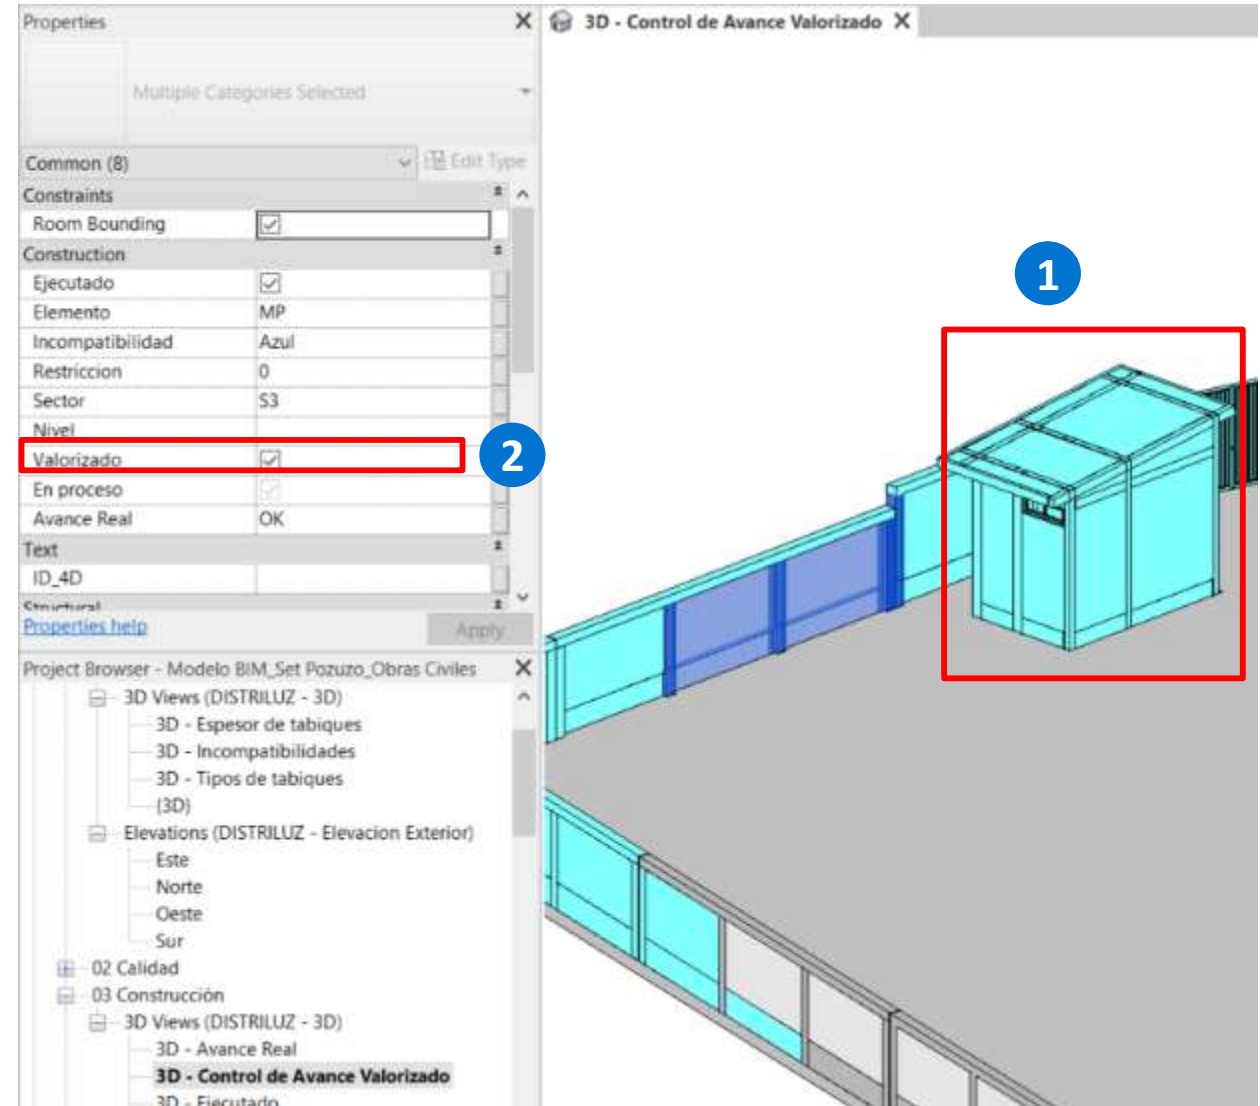 Properties
Multiple Categories Selected
Common (8)
Edit Type
Constraints
Room Bounding
Construction
Ejecutado
Elemento MP
Incompatibilidad Azul
Restriccion 0
Sector S3
Nivel
Valorizado
En proceso
Avance Real OK
Text
ID_4D
Structural
Properties help
Apply
Project Browser - Modelo BIM_Set Pozuzo_Obras Civiles
3D Views (DISTRILUZ - 3D)
3D - Espesor de tabiques
3D - Incompatibilidades
3D - Tipos de tabiques
{3D}
Elevations (DISTRILUZ - Elevacion Exterior)
Este
Norte
Oeste
Sur
02 Calidad
03 Construcción
3D Views (DISTRILUZ - 3D)
3D - Avance Real
3D - Control de Avance Valorizado
3D - Ejecutado
3D - Control de Avance Valorizado
1
2